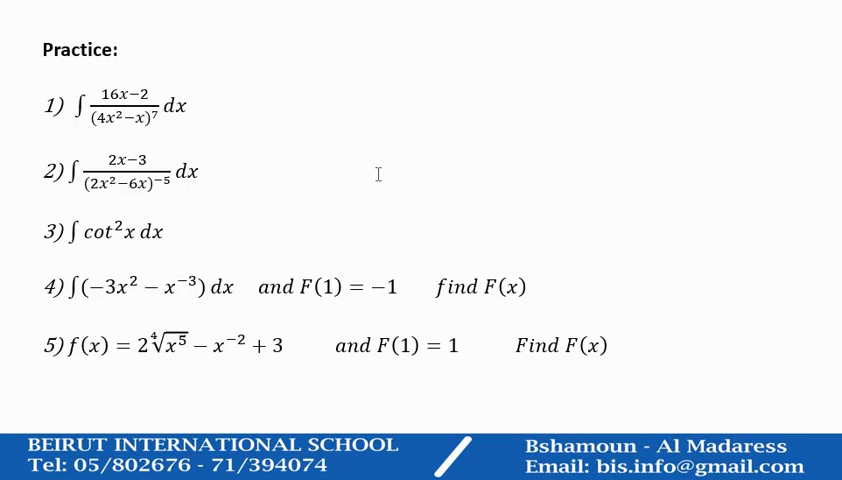 Practice:
1) ∫ (16x−2)/(4x²−x)⁷ dx
2) ∫ (2x−3)/(2x²−6x)⁻⁵ dx
3) ∫ cot²x dx
4) ∫(−3x² − x⁻³) dx and F(1) = −1 find F(x)
5) f(x) = 2∜x⁵ − x⁻² + 3 and F(1) = 1 Find F(x)
BEIRUT INTERNATIONAL SCHOOL
Tel: 05/802676 - 71/394074
Bshamoun - Al Madaress
Email: bis.info@gmail.com